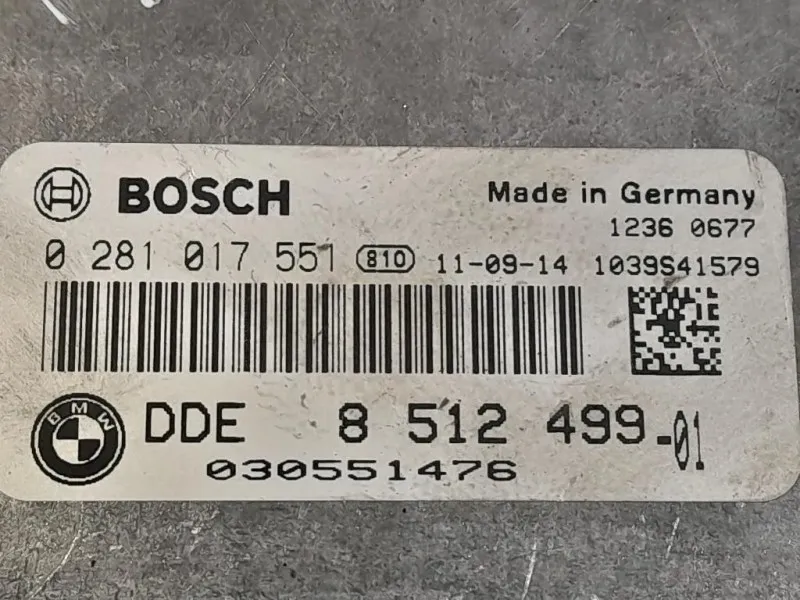 BOSCH
Made in Germany
1236 0677
0 281 017 551 810 11-09-14 1039S41579
BMW
DDE 8 512 499-01
030551476